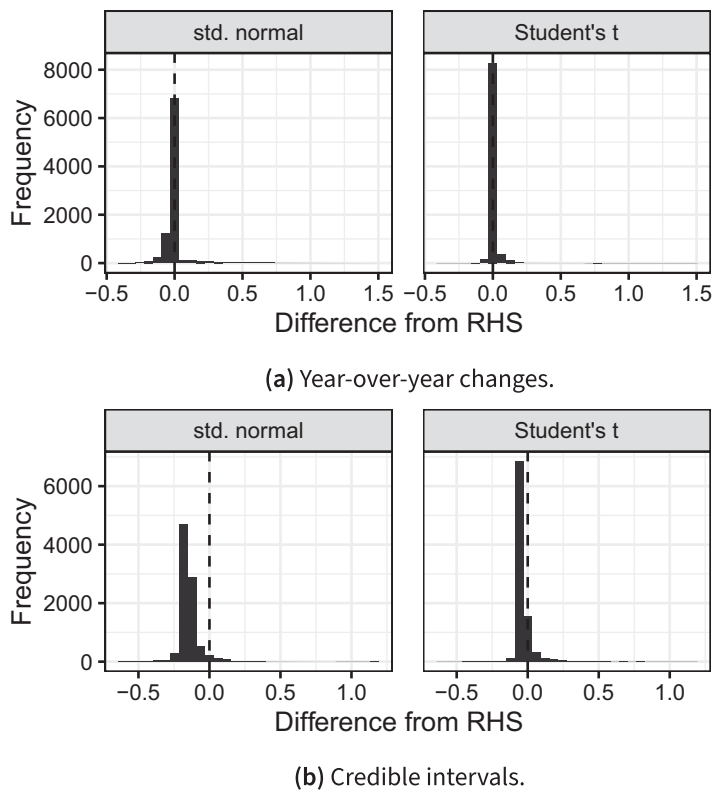 std. normal Student's t
8000
6000
4000
2000
0
Frequency
−0.5 0.0 0.5 1.0 1.5 −0.5 0.0 0.5 1.0 1.5
Difference from RHS
(a) Year-over-year changes.
std. normal Student's t
6000
4000
2000
0
Frequency
−0.5 0.0 0.5 1.0 −0.5 0.0 0.5 1.0
Difference from RHS
(b) Credible intervals.